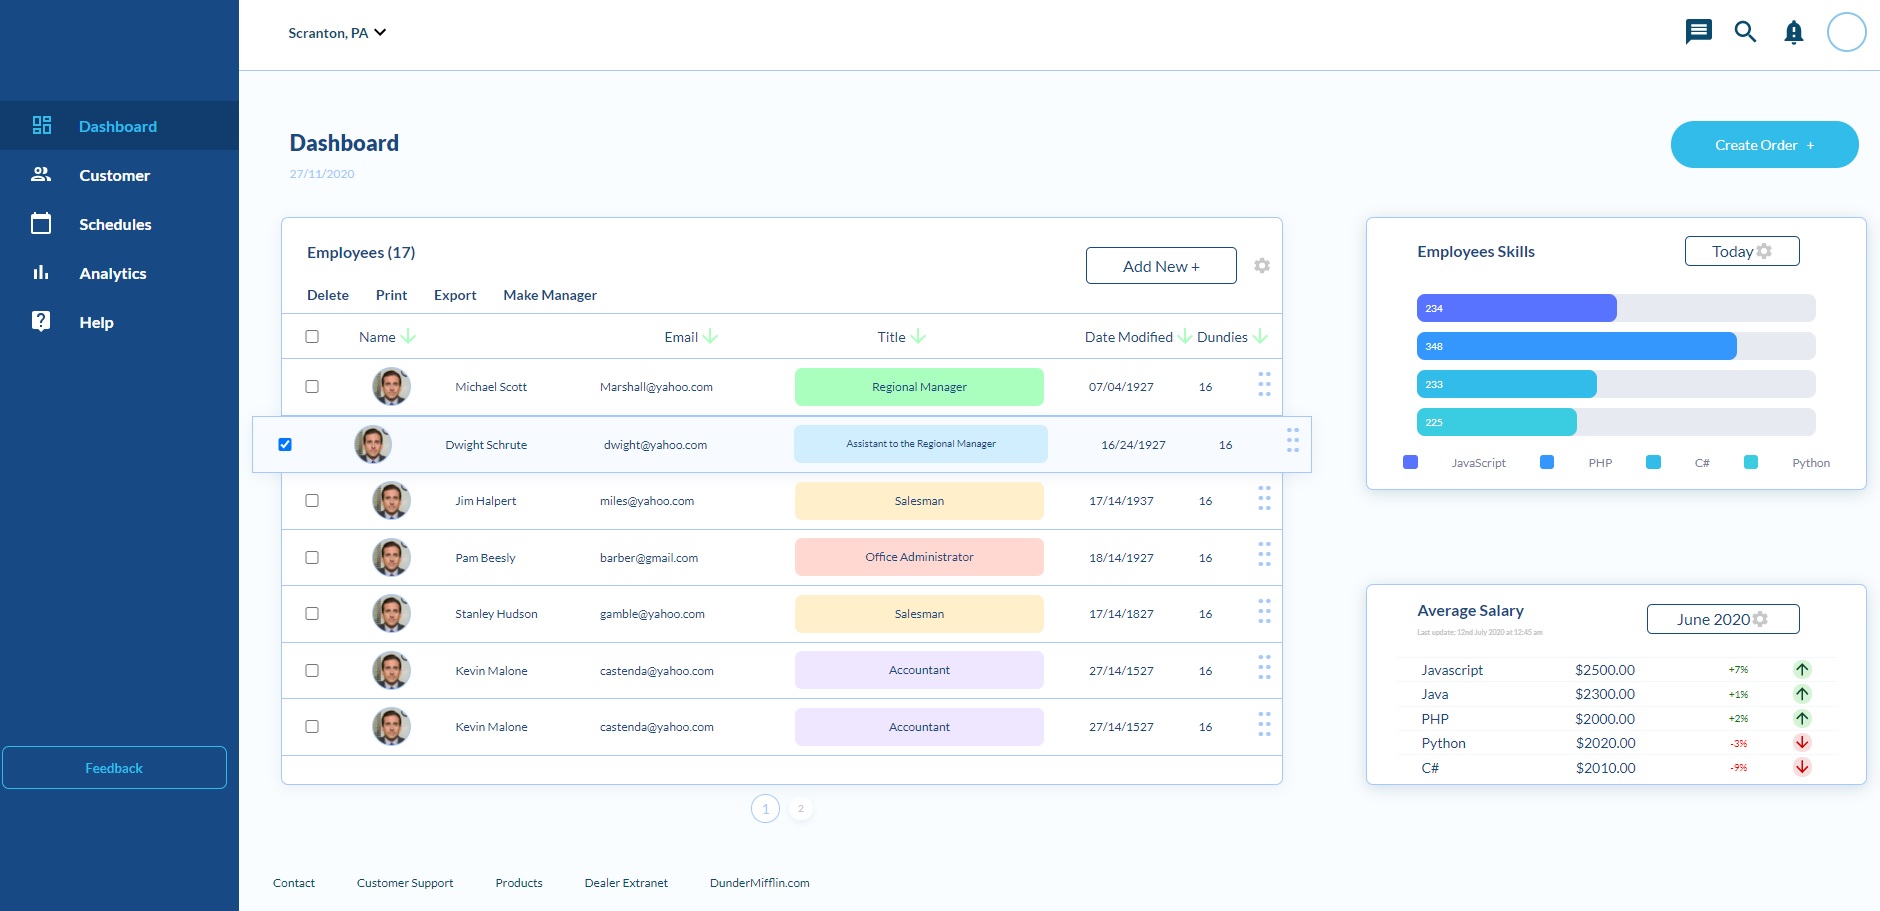 Scranton, PA
Dashboard
Customer
Schedules
Analytics
Help
Feedback
Dashboard
27/11/2020
Create Order +
Employees (17)
Add New +
Delete Print Export Make Manager
Name Email Title Date Modified Dundies
Michael Scott Marshall@yahoo.com Regional Manager 07/04/1927 16
Dwight Schrute dwight@yahoo.com Assistant to the Regional Manager 16/24/1927 16
Jim Halpert miles@yahoo.com Salesman 17/14/1937 16
Pam Beesly barber@gmail.com Office Administrator 18/14/1927 16
Stanley Hudson gamble@yahoo.com Salesman 17/14/1827 16
Kevin Malone castenda@yahoo.com Accountant 27/14/1527 16
Kevin Malone castenda@yahoo.com Accountant 27/14/1527 16
1 2
Employees Skills
Today
234
348
233
225
JavaScript PHP C# Python
Average Salary
June 2020
Last update: 12nd July 2020 at 12:45 am
Javascript $2500.00 +7%
Java $2300.00 +1%
PHP $2000.00 +2%
Python $2020.00 -3%
C# $2010.00 -9%
Contact Customer Support Products Dealer Extranet DunderMifflin.com